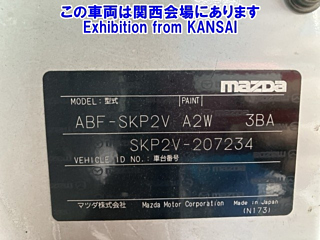 この車両は関西会場にあります
Exhibition from KANSAI
mazda
MODEL:型式 PAINT
ABF-SKP2V A2W 3BA
SKP2V-207234
VEHICLE ID NO.:車台番号
マツダ株式会社 Mazda Motor Corporation Made in Japan
(N173)